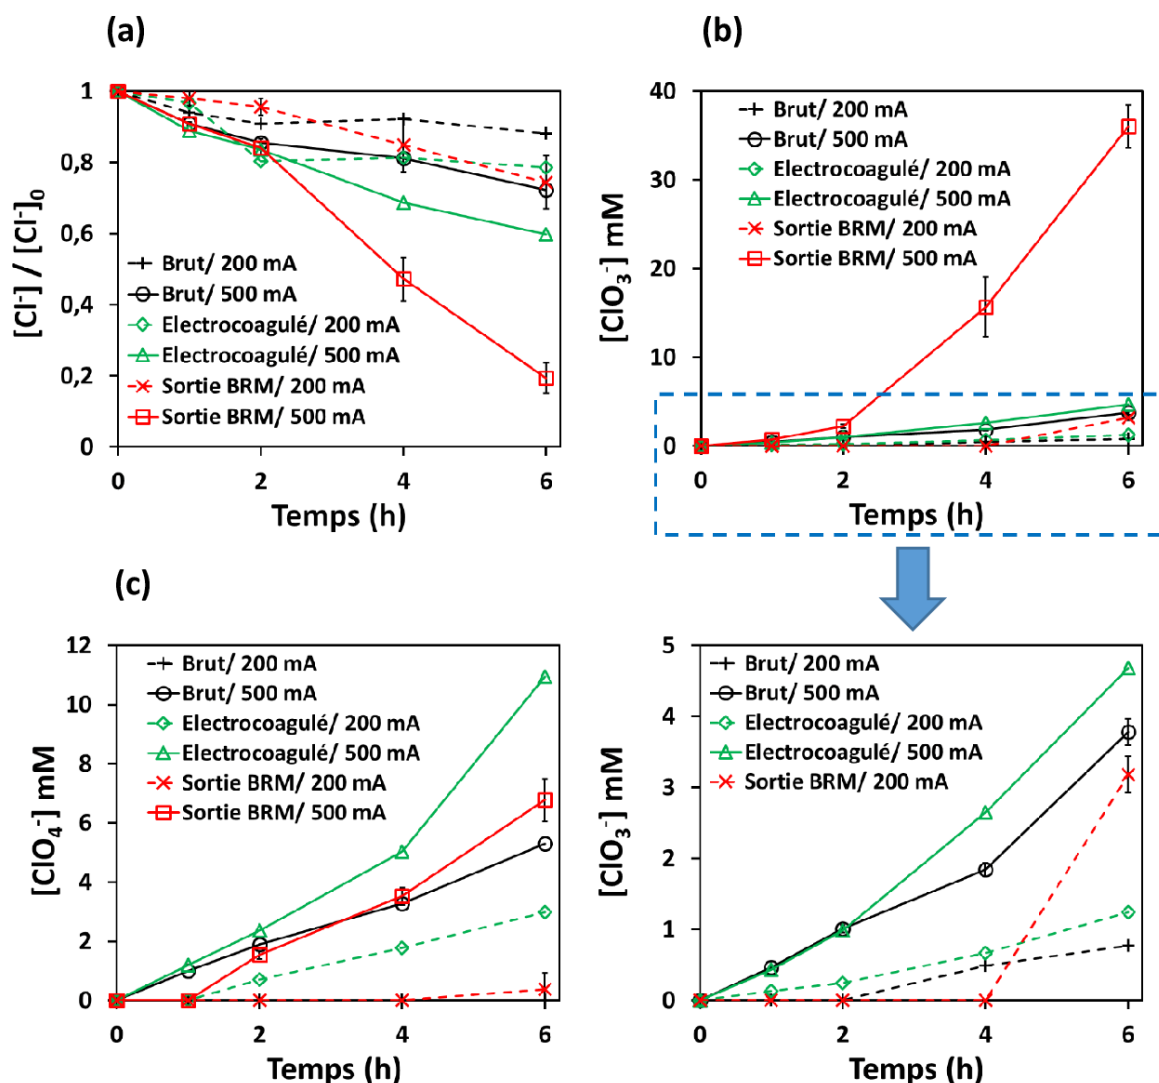 (a)
[Cl⁻] / [Cl⁻]₀
1
0,8
0,6
0,4
0,2
0
Brut/ 200 mA
Brut/ 500 mA
Electrocoagulé/ 200 mA
Electrocoagulé/ 500 mA
Sortie BRM/ 200 mA
Sortie BRM/ 500 mA
0 2 4 6
Temps (h)
(b)
[ClO₃⁻] mM
40
30
20
10
0
Brut/ 200 mA
Brut/ 500 mA
Electrocoagulé/ 200 mA
Electrocoagulé/ 500 mA
Sortie BRM/ 200 mA
Sortie BRM/ 500 mA
0 2 4 6
Temps (h)
(c)
[ClO₄⁻] mM
12
10
8
6
4
2
0
Brut/ 200 mA
Brut/ 500 mA
Electrocoagulé/ 200 mA
Electrocoagulé/ 500 mA
Sortie BRM/ 200 mA
Sortie BRM/ 500 mA
0 2 4 6
Temps (h)
[ClO₃⁻] mM
5
4
3
2
1
0
Brut/ 200 mA
Brut/ 500 mA
Electrocoagulé/ 200 mA
Electrocoagulé/ 500 mA
Sortie BRM/ 200 mA
0 2 4 6
Temps (h)